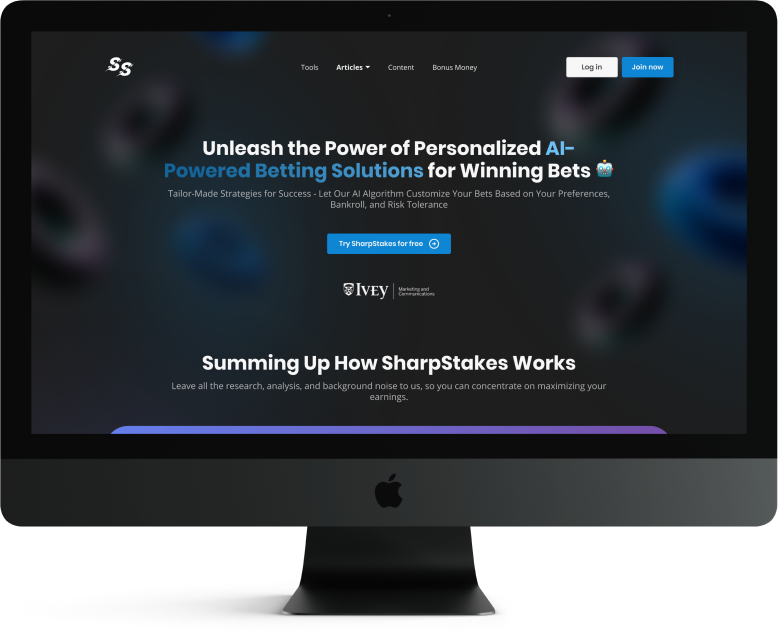 SS
Tools Articles Content Bonus Money Log in Join now
Unleash the Power of Personalized AI-
Powered Betting Solutions for Winning Bets
Tailor-Made Strategies for Success - Let Our AI Algorithm Customize Your Bets Based on Your Preferences,
Bankroll, and Risk Tolerance
Try SharpStakes for free
IVEY
Marketing and
Communications
Summing Up How SharpStakes Works
Leave all the research, analysis, and background noise to us, so you can concentrate on maximizing your
earnings.